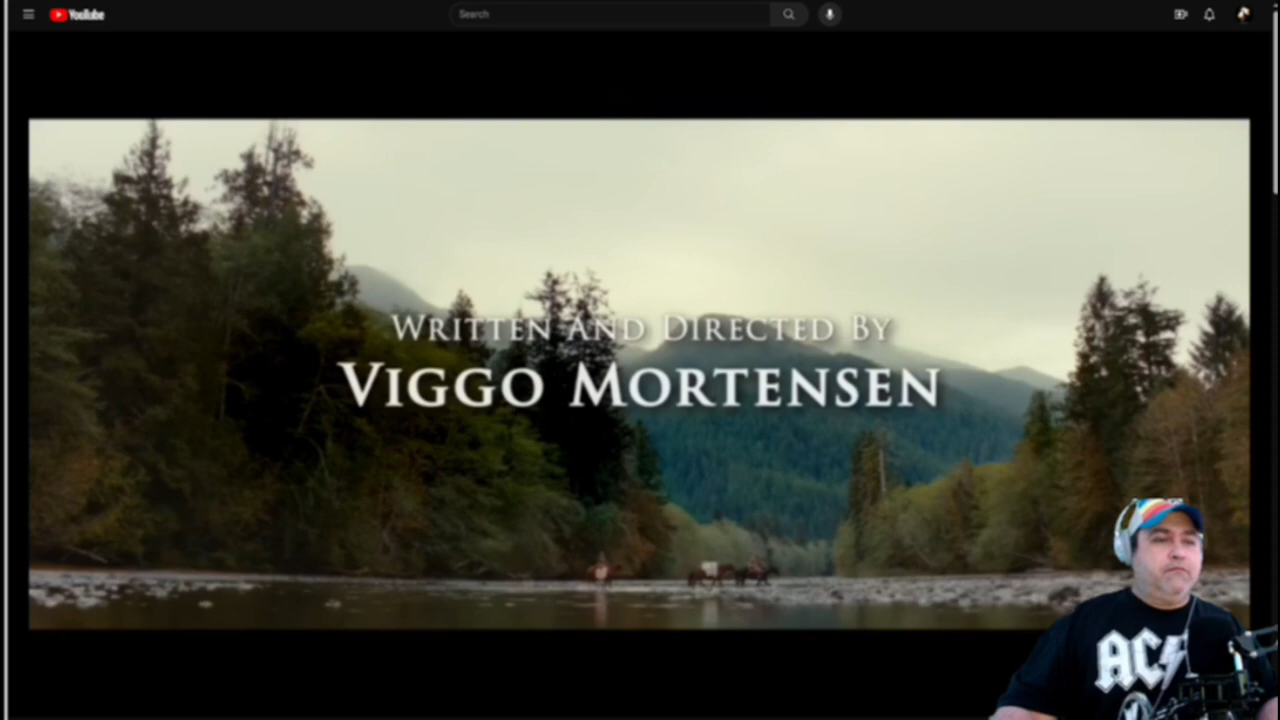 YouTube
Search
WRITTEN AND DIRECTED BY
VIGGO MORTENSEN
AC